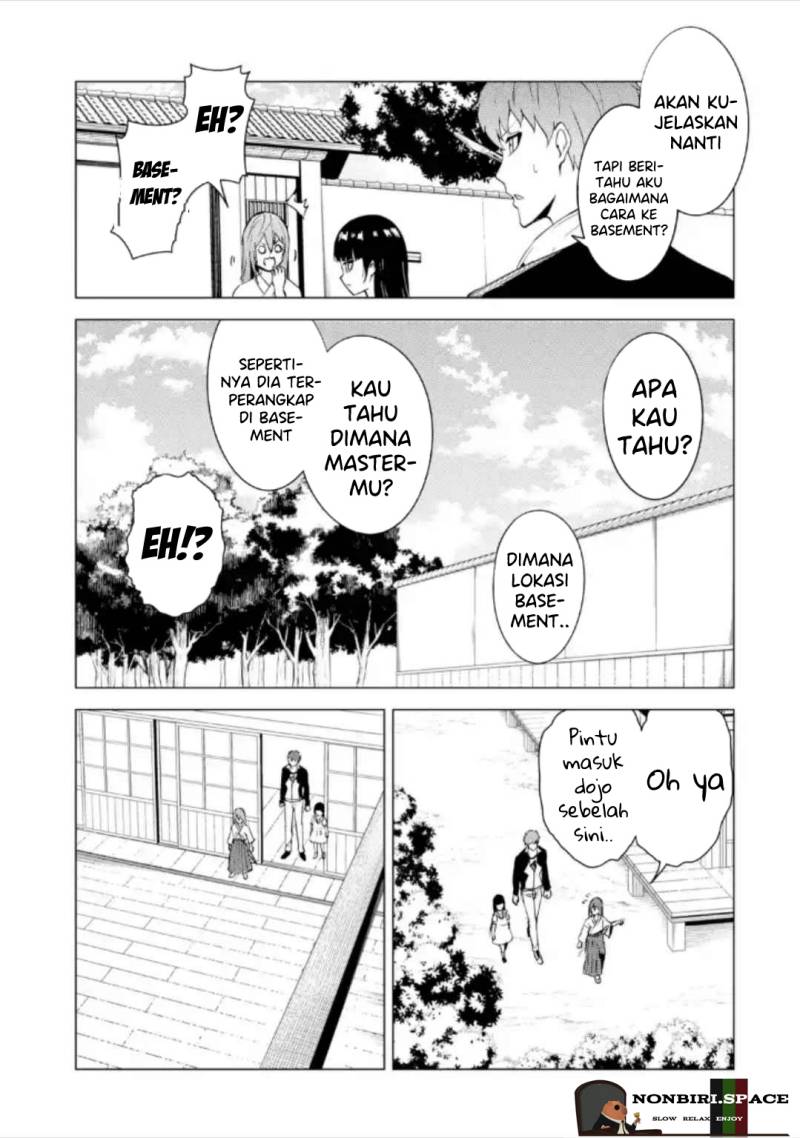 AKAN KU-
JELASKAN
NANTI
TAPI BERI-
TAHU AKU
BAGAIMANA
CARA KE
BASEMENT?
EH?
BASE-
MENT?
APA
KAU
TAHU?
DIMANA
LOKASI
BASE-
MENT..
KAU
TAHU
DIMANA
MASTER-
MU?
SEPERTI-
NYA DIA TER-
PERANGKAP
DI BASE-
MENT
EH!?
Oh ya
Pintu
masuk
dojo
sebelah
sini..
NONBIRI.SPACE
SLOW RELAX ENJOY